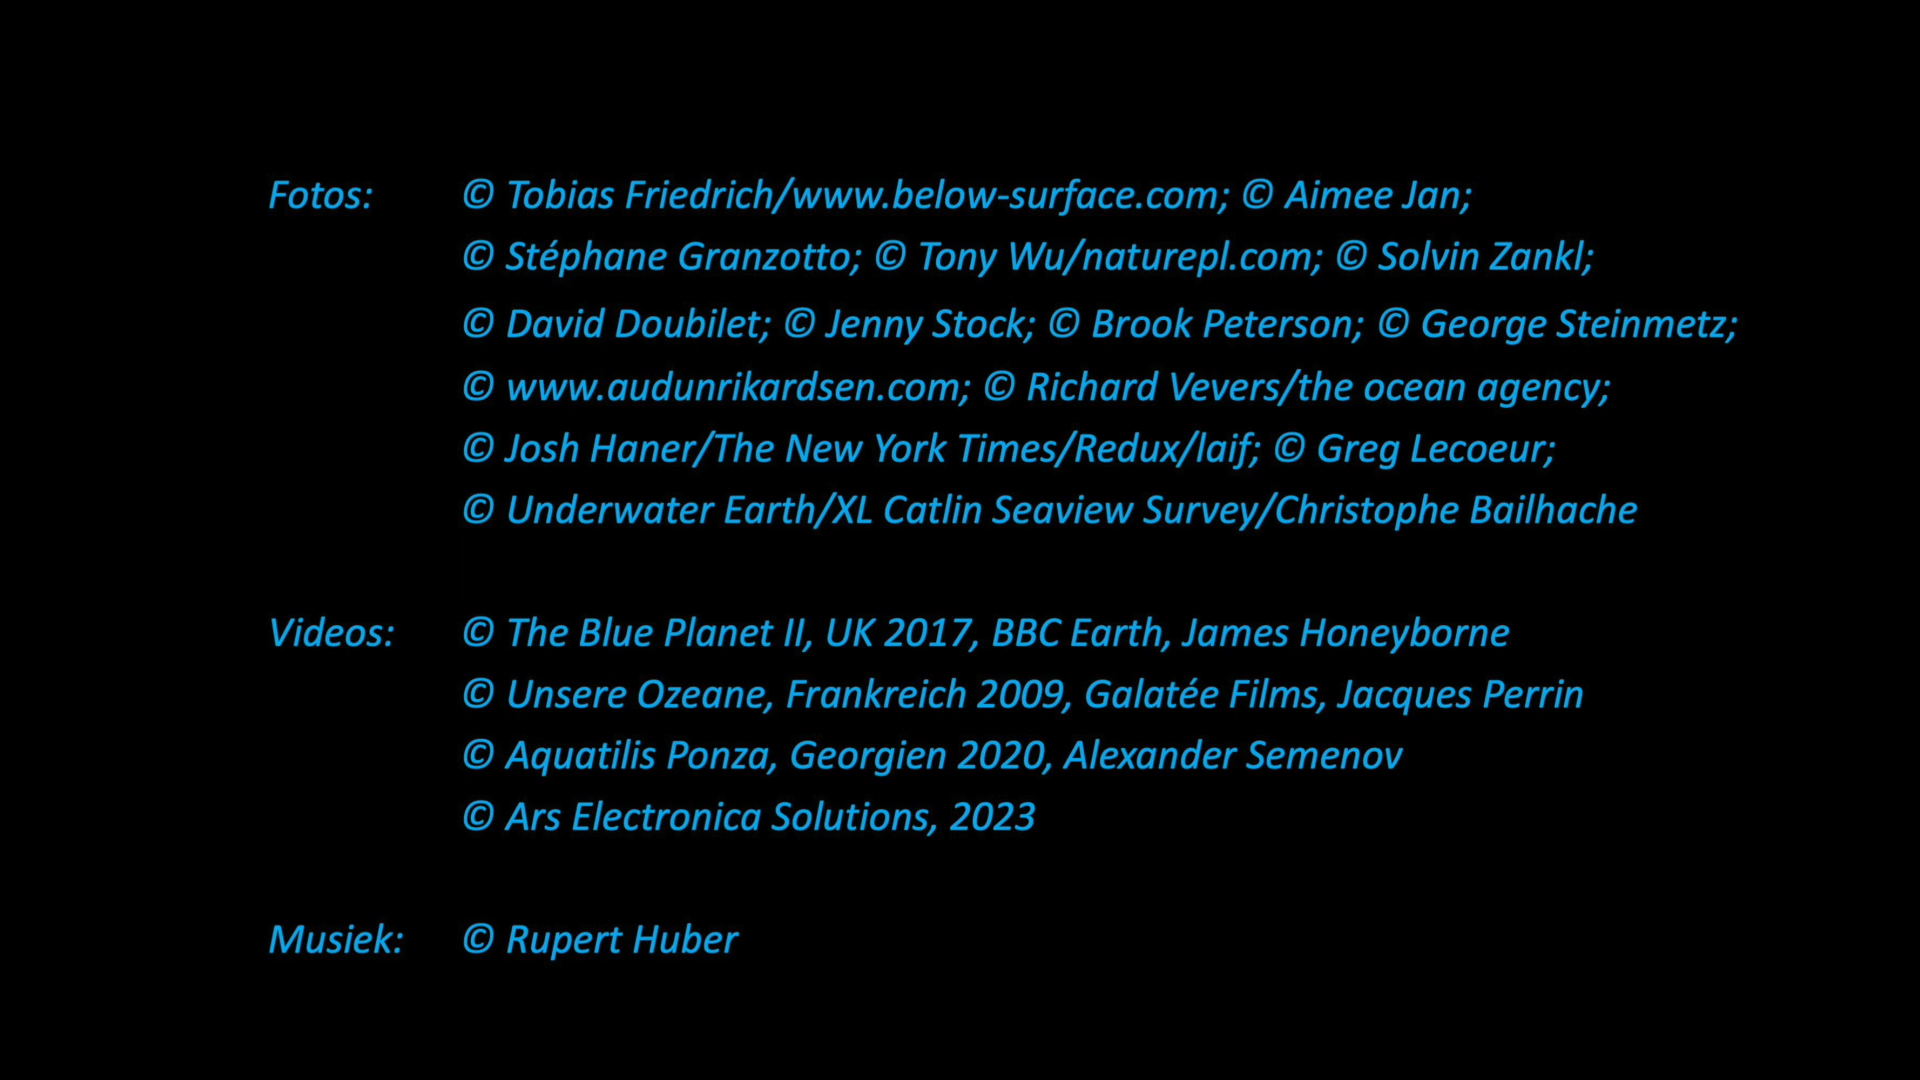 Fotos: © Tobias Friedrich/www.below-surface.com; © Aimee Jan;
© Stéphane Granzotto; © Tony Wu/naturepl.com; © Solvin Zankl;
© David Doubilet; © Jenny Stock; © Brook Peterson; © George Steinmetz;
© www.audunrikardsen.com; © Richard Vevers/the ocean agency;
© Josh Haner/The New York Times/Redux/laif; © Greg Lecoeur;
© Underwater Earth/XL Catlin Seaview Survey/Christophe Bailhache
Videos: © The Blue Planet II, UK 2017, BBC Earth, James Honeyborne
© Unsere Ozeane, Frankreich 2009, Galatée Films, Jacques Perrin
© Aquatilis Ponza, Georgien 2020, Alexander Semenov
© Ars Electronica Solutions, 2023
Musiek: © Rupert Huber